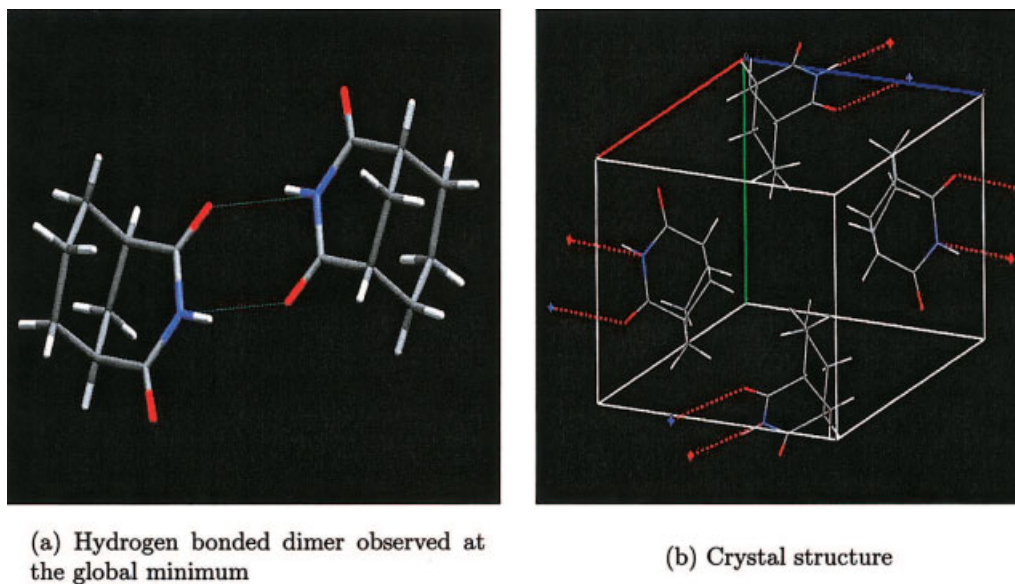 (a) Hydrogen bonded dimer observed at
the global minimum
(b) Crystal structure